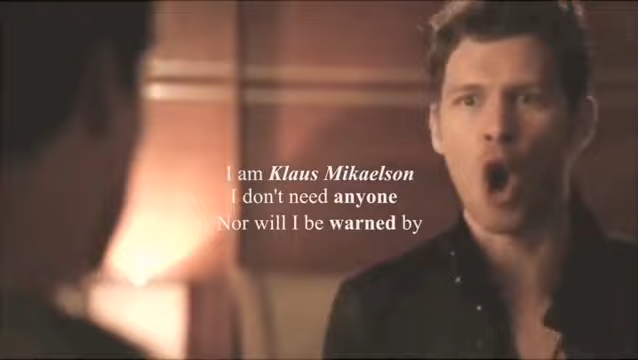 I am Klaus Mikaelson
I don't need anyone
Nor will I be warned by